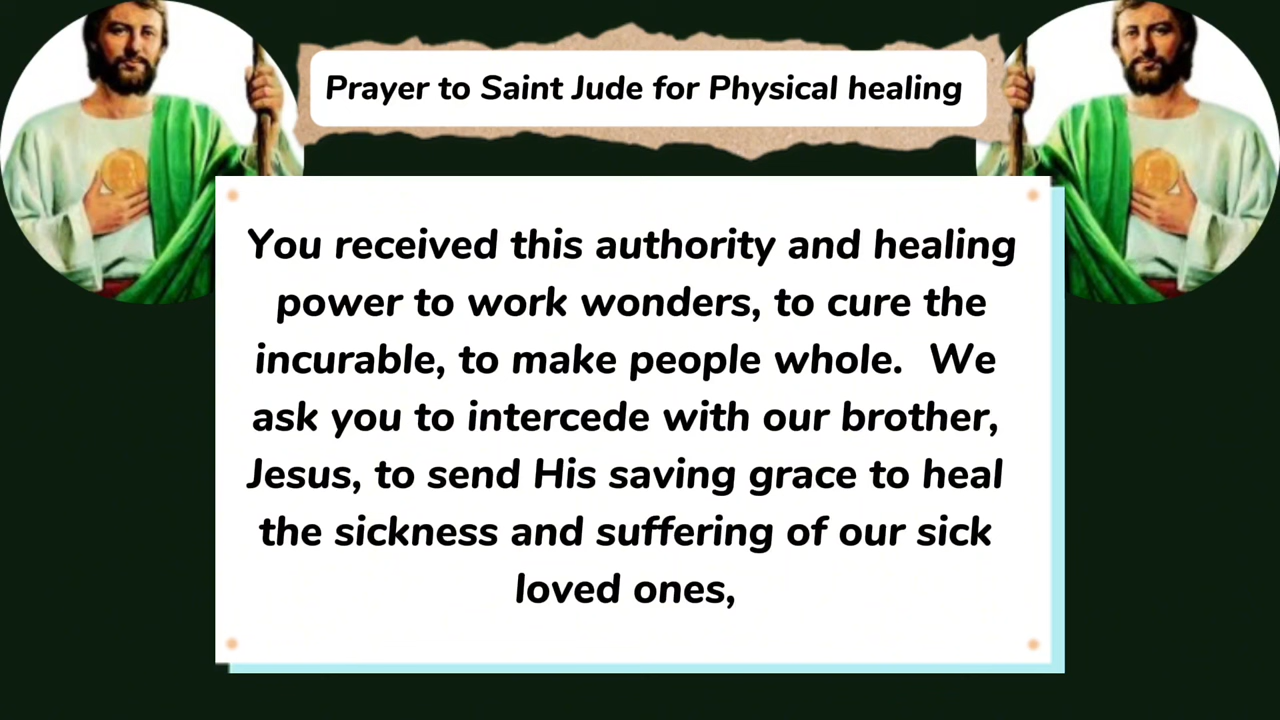 Prayer to Saint Jude for Physical healing
You received this authority and healing
power to work wonders, to cure the
incurable, to make people whole.  We
ask you to intercede with our brother,
Jesus, to send His saving grace to heal
the sickness and suffering of our sick
loved ones,